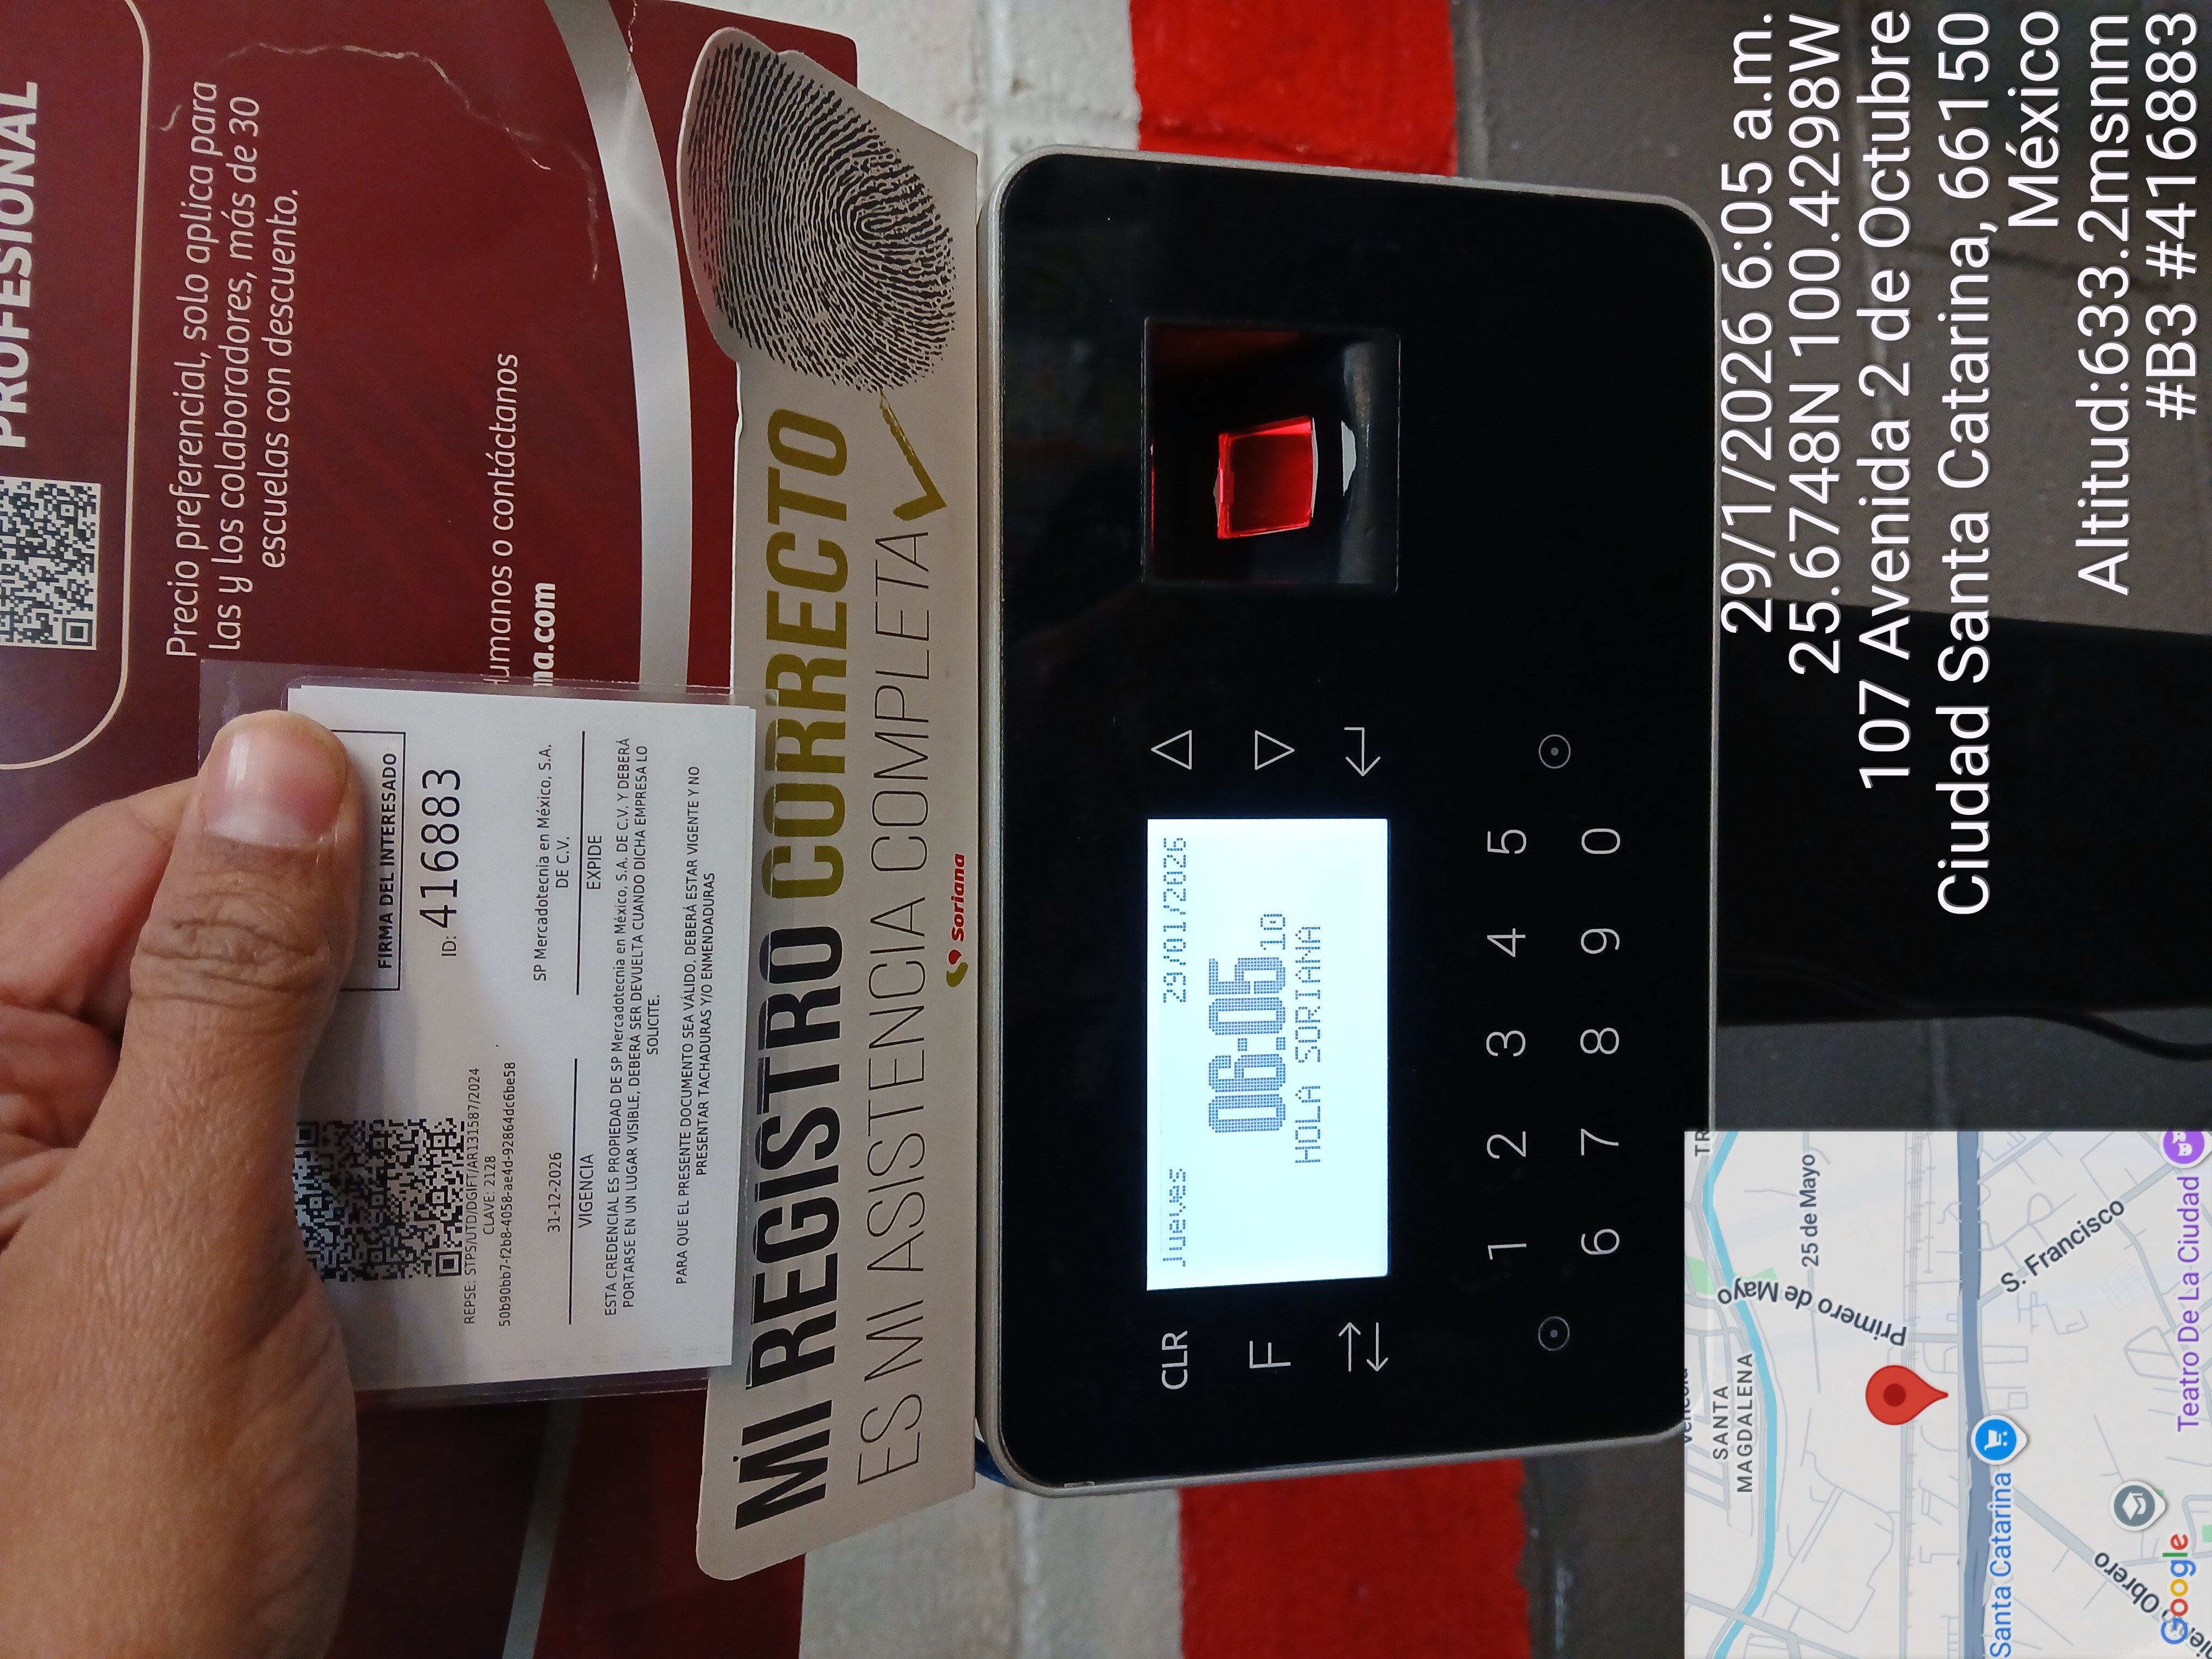 PROFESIONAL
Precio preferencial, solo aplica para
las y los colaboradores, más de 30
escuelas con descuento.
Humanos o contáctanos
na.com
FIRMA DEL INTERESADO
ID: 416883
REPSE: STPS/UTD/DGIFT/AR131587/2024
CLAVE: 2128
50b90bb7-f2b8-4058-ae4d-92864dc6be58
31-12-2026
VIGENCIA
SP Mercadotecnia en México, S.A.
DE C.V.
EXPIDE
ESTA CREDENCIAL ES PROPIEDAD DE SP Mercadotecnia en México, S.A. DE C.V. Y DEBERÁ
PORTARSE EN UN LUGAR VISIBLE, DEBERÁ SER DEVUELTA CUANDO DICHA EMPRESA LO
SOLICITE.
PARA QUE EL PRESENTE DOCUMENTO SEA VÁLIDO, DEBERÁ ESTAR VIGENTE Y NO
PRESENTAR TACHADURAS Y/O ENMENDADURAS
MI REGISTRO CORRECTO
ES MI ASISTENCIA COMPLETA
soriana
Jueves 29/01/2026
06:05 10
HOLA SORIANA
CLR
F
1 2 3 4 5
6 7 8 9 0
29/1/2026 6:05 a.m.
25.6748N 100.4298W
107 Avenida 2 de Octubre
Ciudad Santa Catarina, 66150
México
Altitud:633.2msnm
#B3 #416883
SANTA
MAGDALENA
25 de Mayo
Primero de Mayo
S. Francisco
Santa Catarina
Teatro De La Ciudad
Obrero
Google